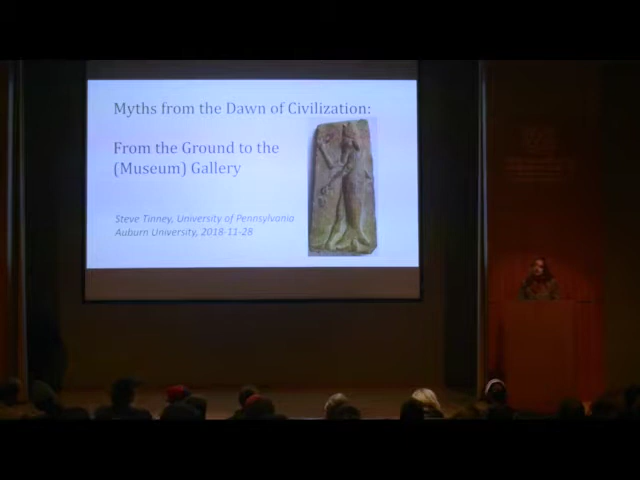 Myths from the Dawn of Civilization:
From the Ground to the
(Museum) Gallery
Steve Tinney, University of Pennsylvania
Auburn University, 2018-11-28